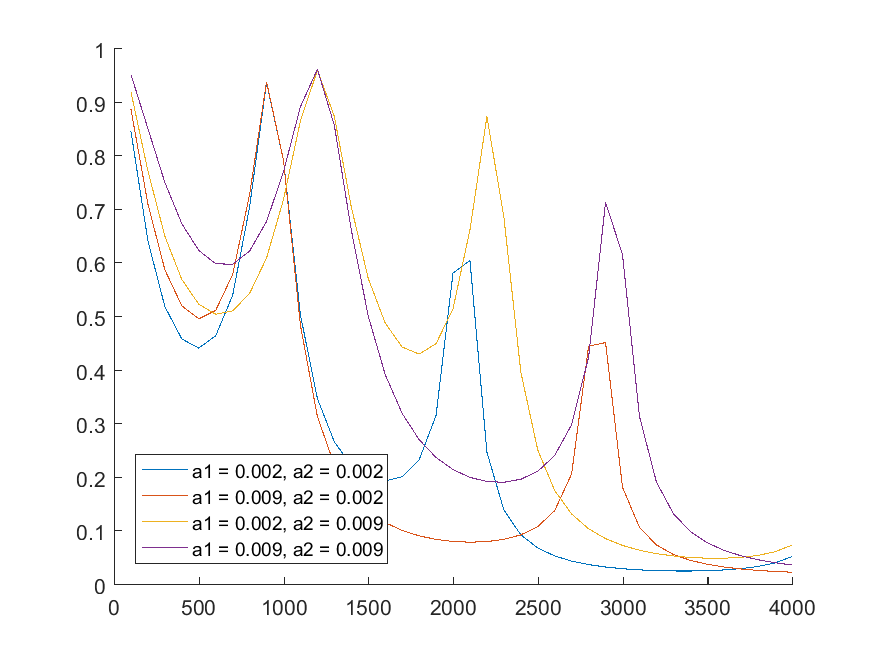 1
0.9
0.8
0.7
0.6
0.5
0.4
0.3
0.2
0.1
0
a1 = 0.002, a2 = 0.002
a1 = 0.009, a2 = 0.002
a1 = 0.002, a2 = 0.009
a1 = 0.009, a2 = 0.009
0 500 1000 1500 2000 2500 3000 3500 4000